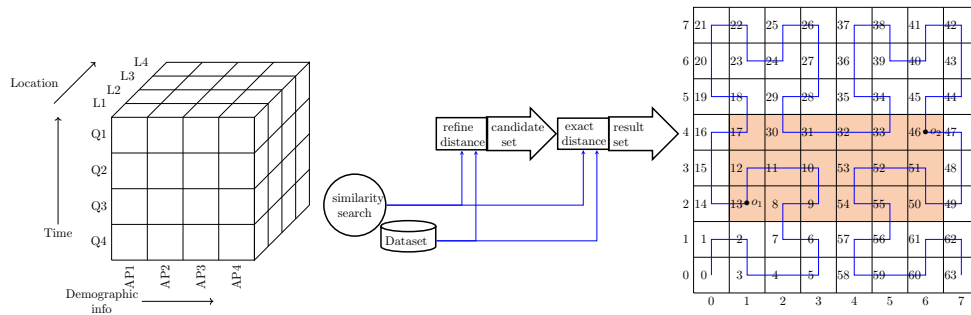 L4
L3
L2
L1
Location
Q1
Q2
Q3
Q4
Time
AP1
AP2
AP3
AP4
Demographic
info
similarity
search
Dataset
refine
distance
candidate
set
exact
distance
result
set
7 21 22 25 26 37 38 41 42
6 20 23 24 27 36 39 40 43
5 19 18 29 28 35 34 45 44
4 16 17 30 31 32 33 46 o2 47
3 15 12 11 10 53 52 51 48
2 14 13 o1 8 9 54 55 50 49
1 1 2 7 6 57 56 61 62
0 0 3 4 5 58 59 60 63
0 1 2 3 4 5 6 7